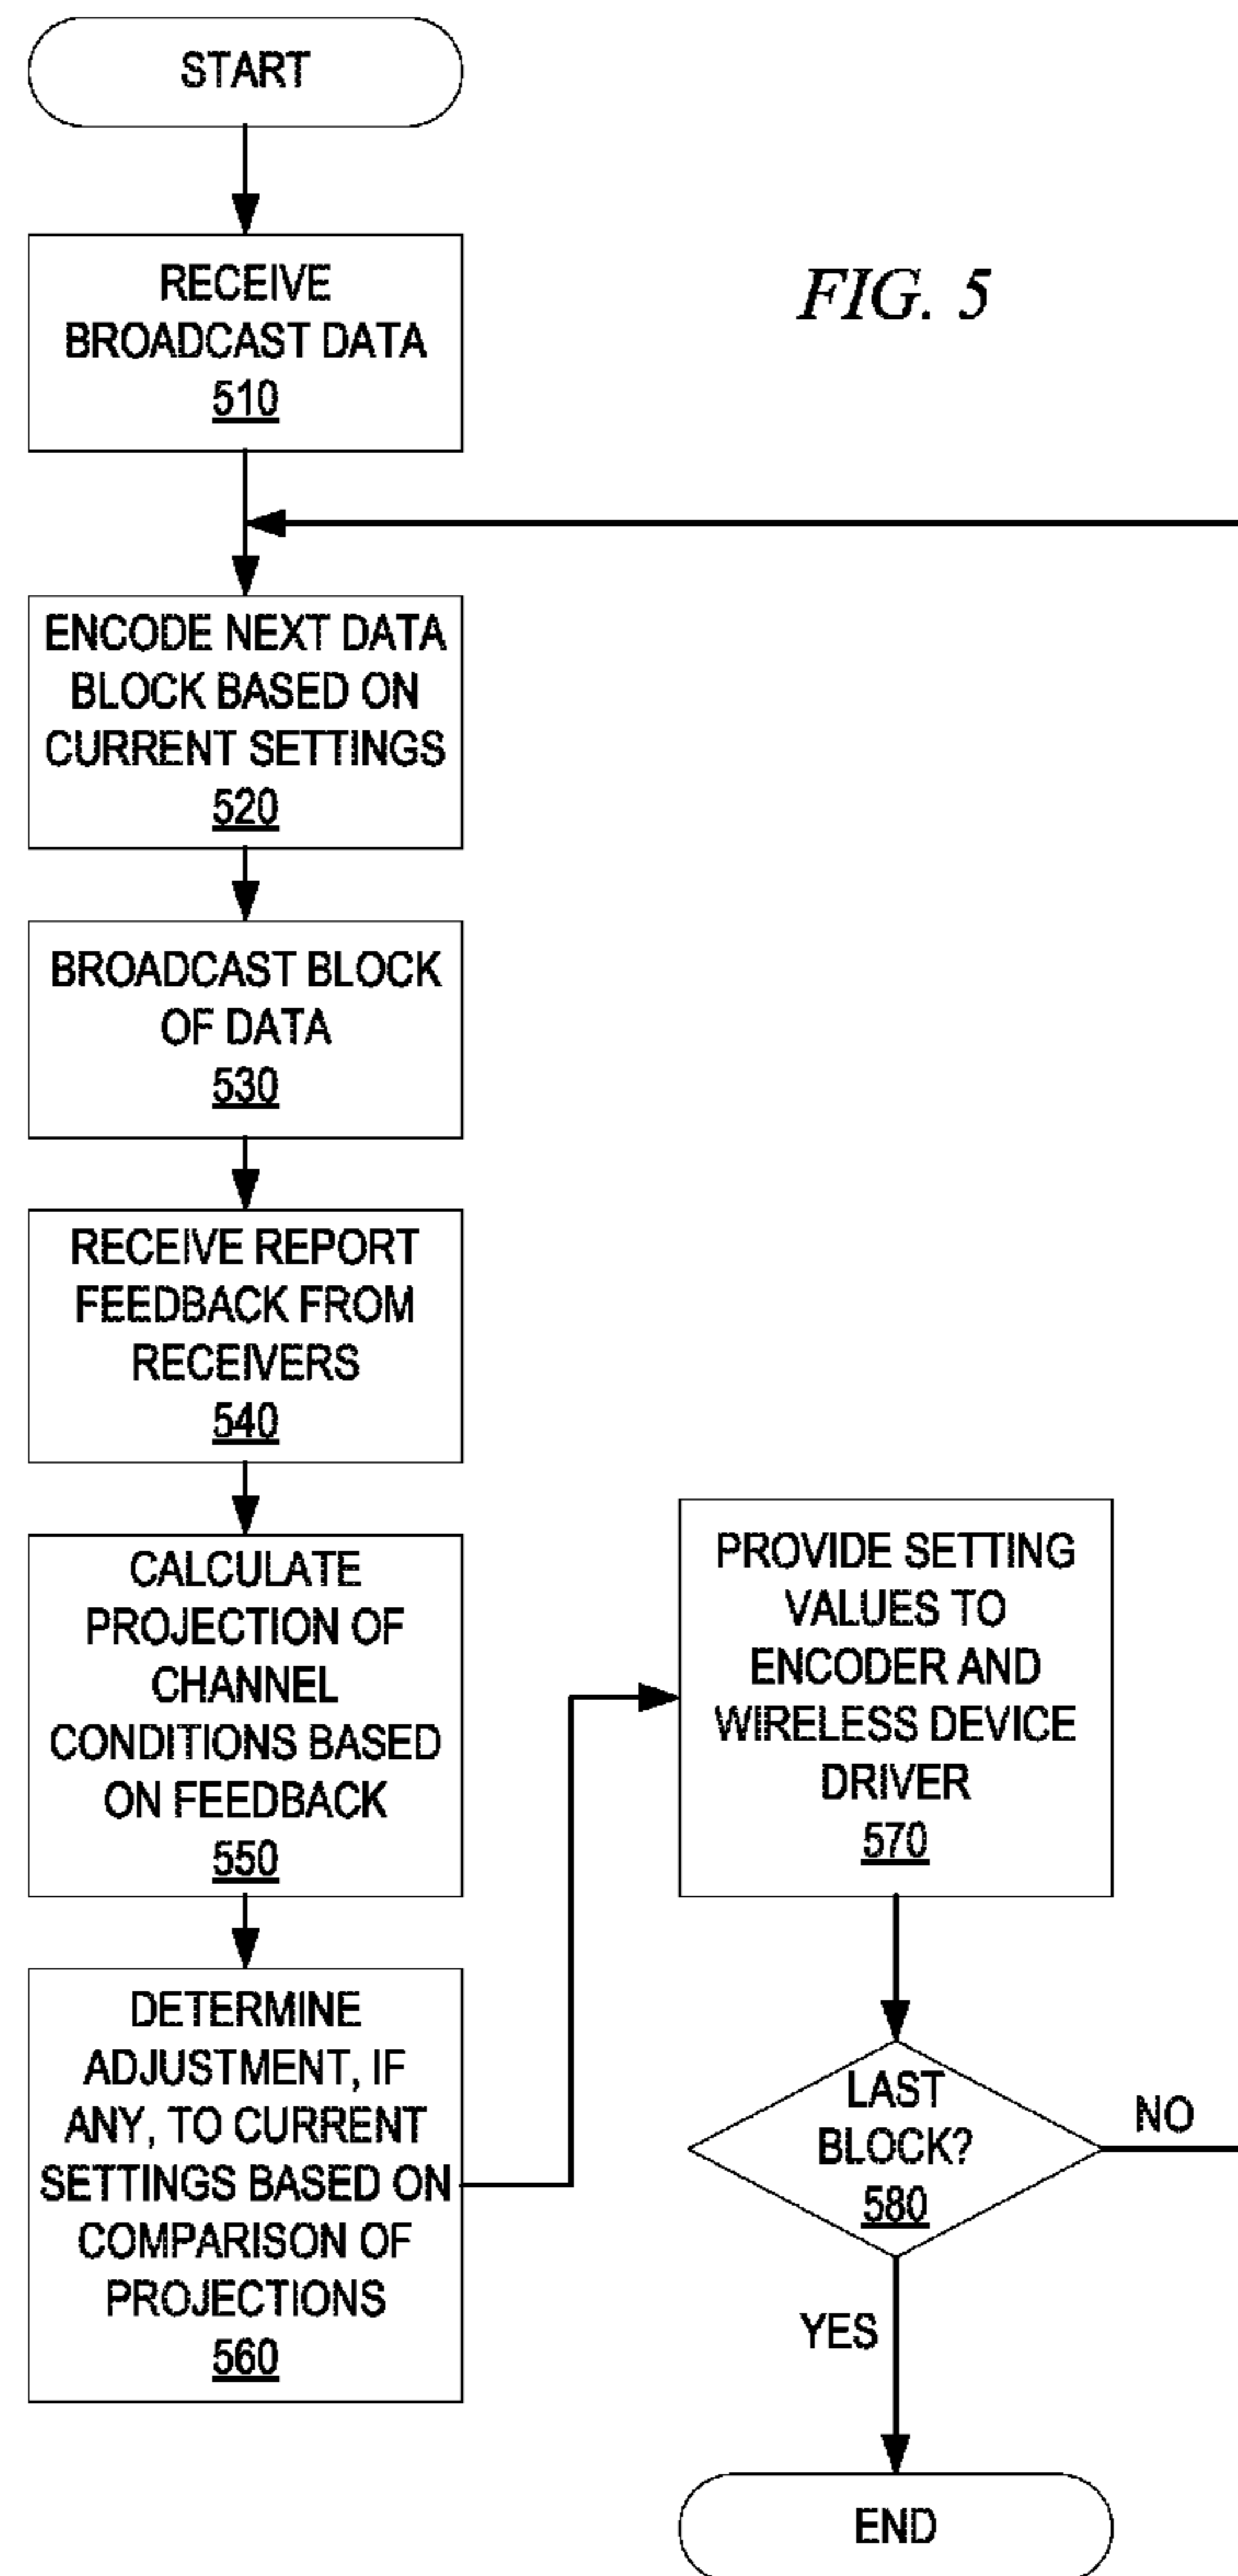 START
RECEIVE
BROADCAST DATA
510
FIG. 5
ENCODE NEXT DATA
BLOCK BASED ON
CURRENT SETTINGS
520
BROADCAST BLOCK
OF DATA
530
RECEIVE REPORT
FEEDBACK FROM
RECEIVERS
540
CALCULATE
PROJECTION OF
CHANNEL
CONDITIONS BASED
ON FEEDBACK
550
DETERMINE
ADJUSTMENT, IF
ANY, TO CURRENT
SETTINGS BASED ON
COMPARISON OF
PROJECTIONS
560
PROVIDE SETTING
VALUES TO
ENCODER AND
WIRELESS DEVICE
DRIVER
570
LAST
BLOCK?
580
NO
YES
END